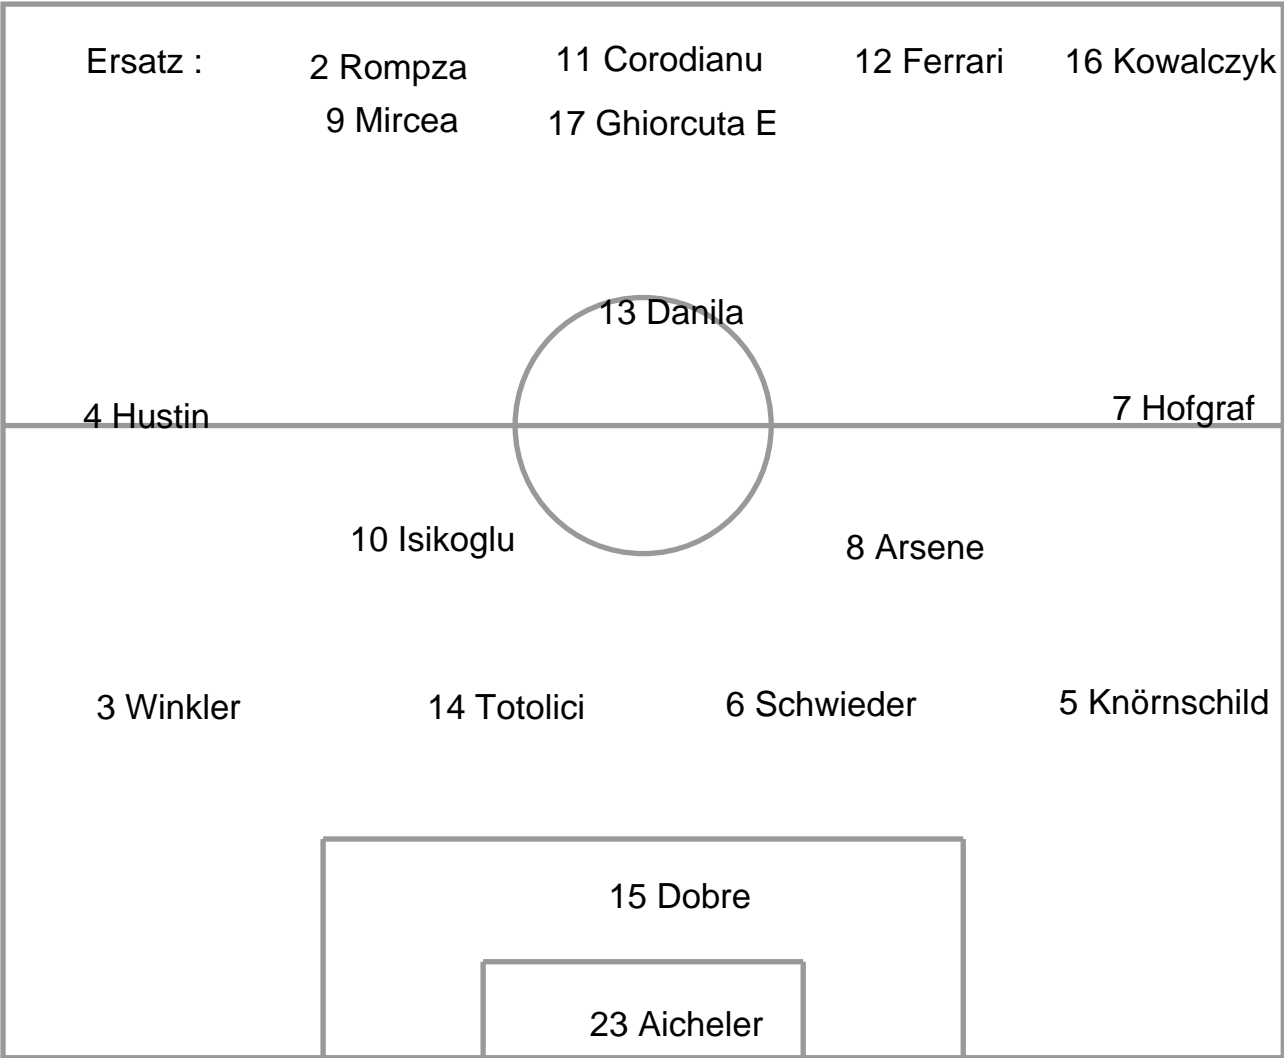 Ersatz : 2 Rompza 11 Corodianu 12 Ferrari 16 Kowalczyk
9 Mircea 17 Ghiorcuta E
13 Danila
4 Hustin 7 Hofgraf
10 Isikoglu 8 Arsene
3 Winkler 14 Totolici 6 Schwieder 5 Knörnschild
15 Dobre
23 Aicheler